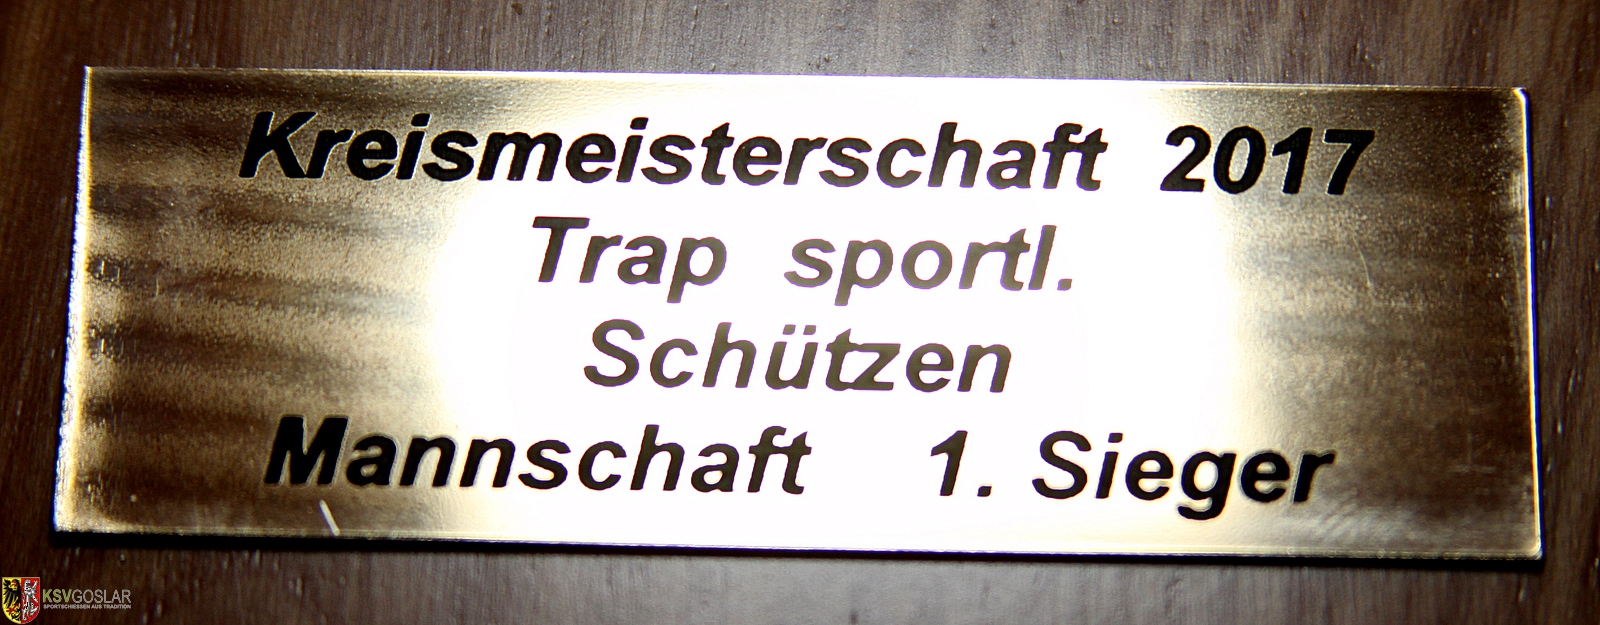 Kreismeisterschaft 2017
Trap sportl.
Schützen
Mannschaft 1. Sieger
KSVGOSLAR
SPORTSCHIESSEN AUS TRADITION